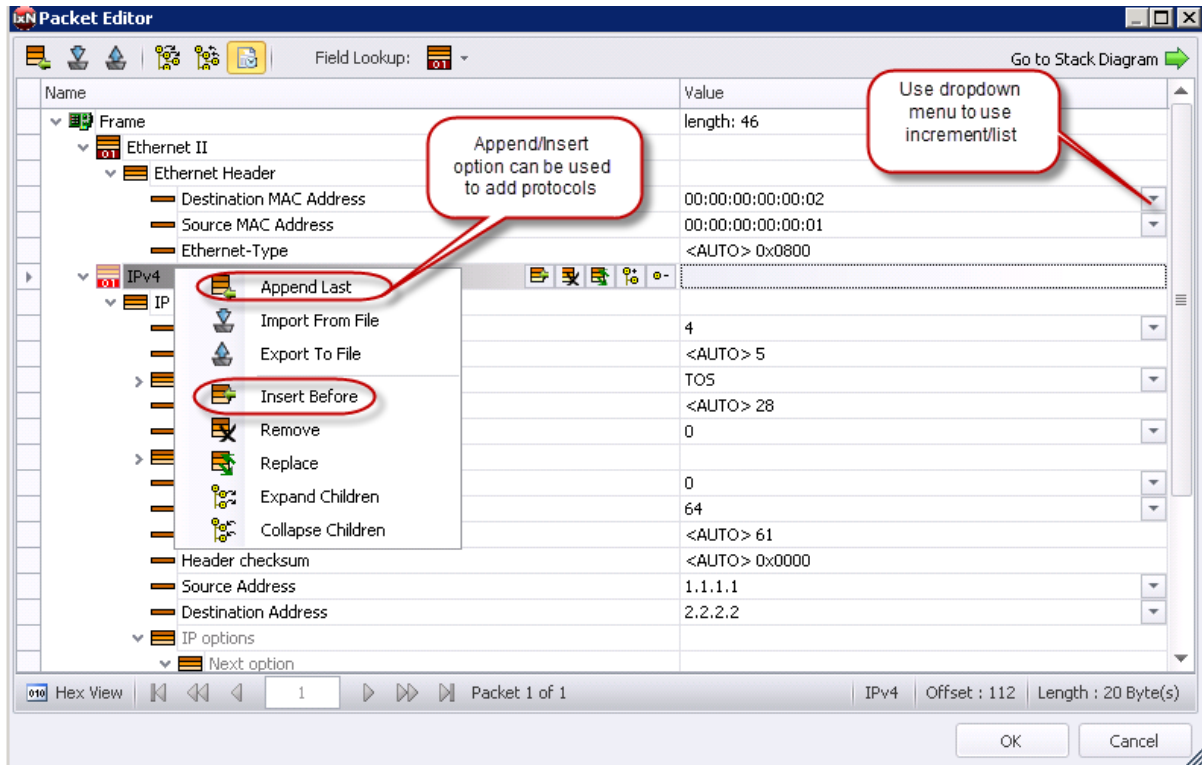 IxN Packet Editor
Field Lookup: 01
Go to Stack Diagram
Name Value
Frame length: 46
01 Ethernet II
Ethernet Header
Destination MAC Address 00:00:00:00:00:02
Source MAC Address 00:00:00:00:00:01
Ethernet-Type <AUTO> 0x0800
01 IPv4
IP
4
<AUTO> 5
TOS
<AUTO> 28
0
0
64
<AUTO> 61
Header checksum <AUTO> 0x0000
Source Address 1.1.1.1
Destination Address 2.2.2.2
IP options
Next option
Append Last
Import From File
Export To File
Insert Before
Remove
Replace
Expand Children
Collapse Children
Append/Insert
option can be used
to add protocols
Use dropdown
menu to use
increment/list
010 Hex View 1 Packet 1 of 1 IPv4 Offset : 112 Length : 20 Byte(s)
OK Cancel